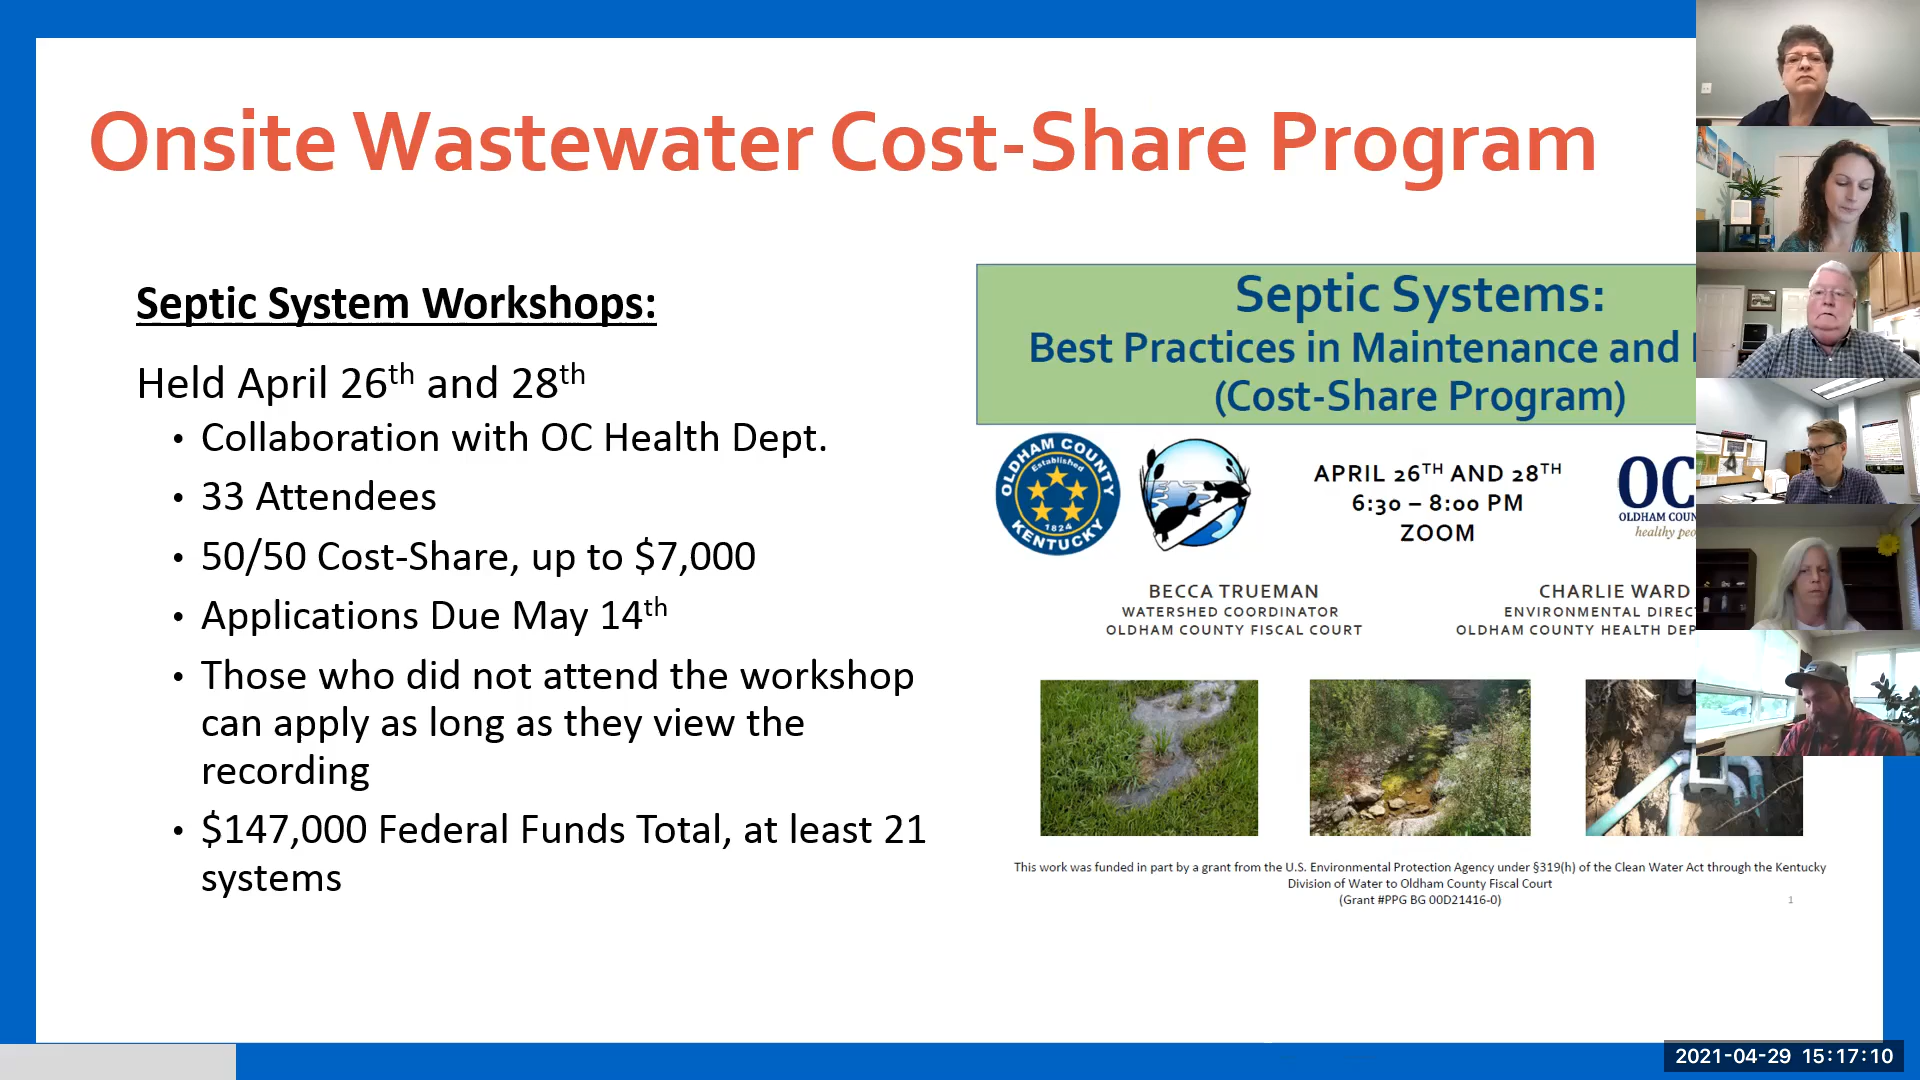 Onsite Wastewater Cost-Share Program
Septic System Workshops:
Held April 26th and 28th
• Collaboration with OC Health Dept.
• 33 Attendees
• 50/50 Cost-Share, up to $7,000
• Applications Due May 14th
• Those who did not attend the workshop
can apply as long as they view the
recording
• $147,000 Federal Funds Total, at least 21
systems
Septic Systems:
Best Practices in Maintenance and
(Cost-Share Program)
OLDHAM COUNTY
Established
1824
KENTUCKY
APRIL 26TH AND 28TH
6:30 – 8:00 PM
ZOOM
OC
OLDHAM COUN
healthy peo
BECCA TRUEMAN
WATERSHED COORDINATOR
OLDHAM COUNTY FISCAL COURT
CHARLIE WARD
ENVIRONMENTAL DIREC
OLDHAM COUNTY HEALTH DEP
This work was funded in part by a grant from the U.S. Environmental Protection Agency under §319(h) of the Clean Water Act through the Kentucky
Division of Water to Oldham County Fiscal Court
(Grant #PPG BG 00D21416-0)
1
2021-04-29 15:17:10